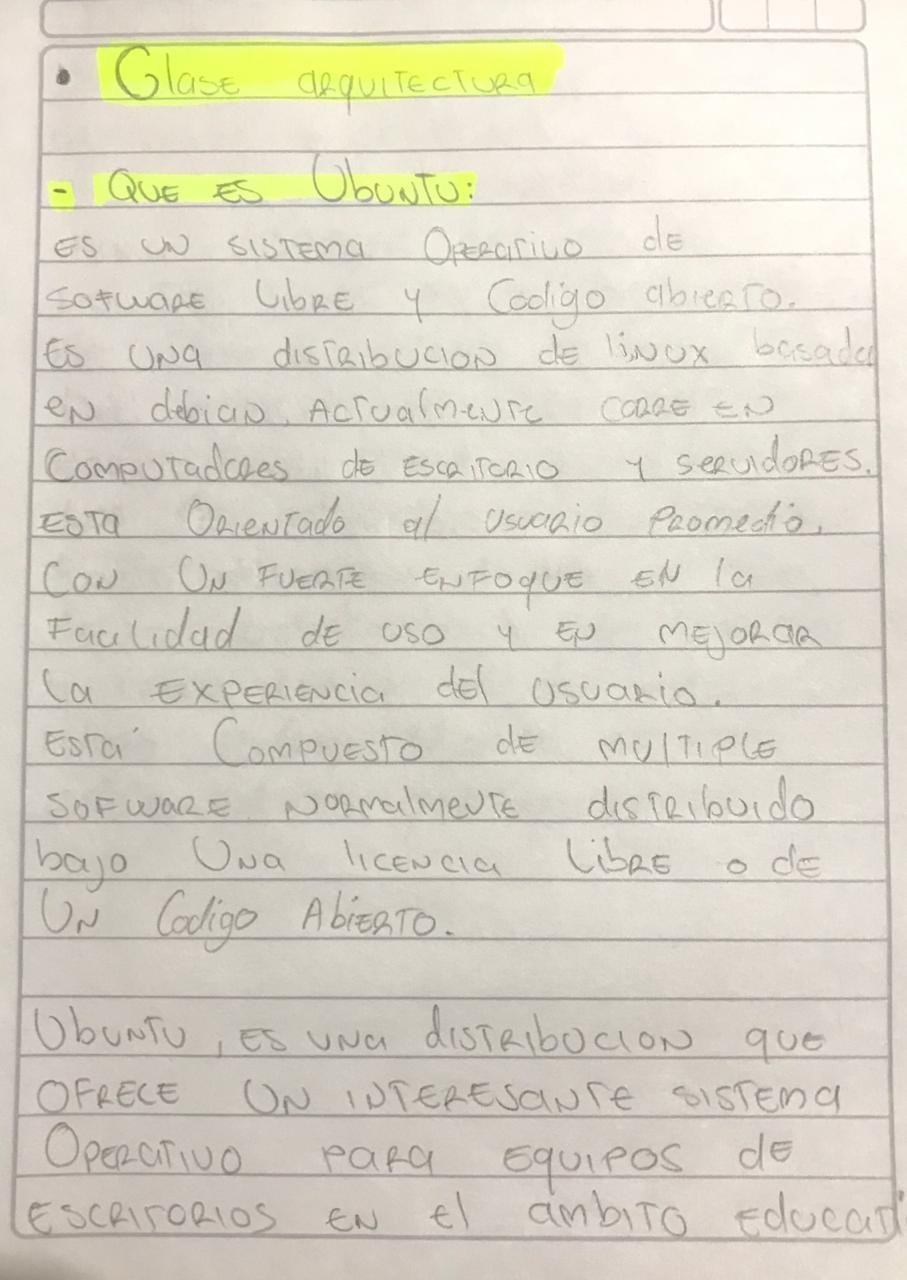 • Clase arquitectura
- Que es Ubuntu:
es un sistema operativo de
sofware libre y codigo abierto.
Es una distribucion de linux basada
en debian. Actualmente corre en
computadores de escritorio y servidores.
Esta orientado al usuario promedio,
con un fuerte enfoque en la
facilidad de uso y en mejorar
la experiencia del usuario.
Está compuesto de multiple
sofware normalmente distribuido
bajo una licencia libre o de
un codigo abierto.
Ubuntu, es una distribucion que
ofrece un interesante sistema
operativo para equipos de
escritorios en el ámbito educati